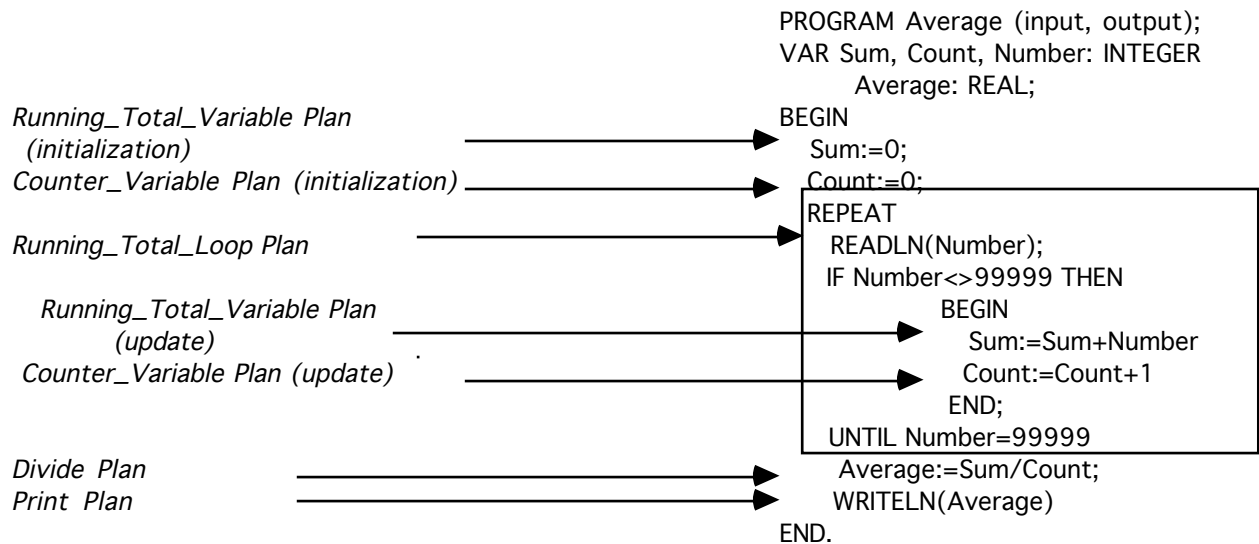 PROGRAM Average (input, output);
VAR Sum, Count, Number: INTEGER
Average: REAL;
Running_Total_Variable Plan
BEGIN
(initialization)
Sum:=0;
Counter_Variable Plan (initialization)
Count:=0;
REPEAT
Running_Total_Loop Plan
READLN(Number);
IF Number<>99999 THEN
Running_Total_Variable Plan
BEGIN
(update)
Sum:=Sum+Number
Counter_Variable Plan (update)
Count:=Count+1
END;
UNTIL Number=99999
Divide Plan
Average:=Sum/Count;
Print Plan
WRITELN(Average)
END.